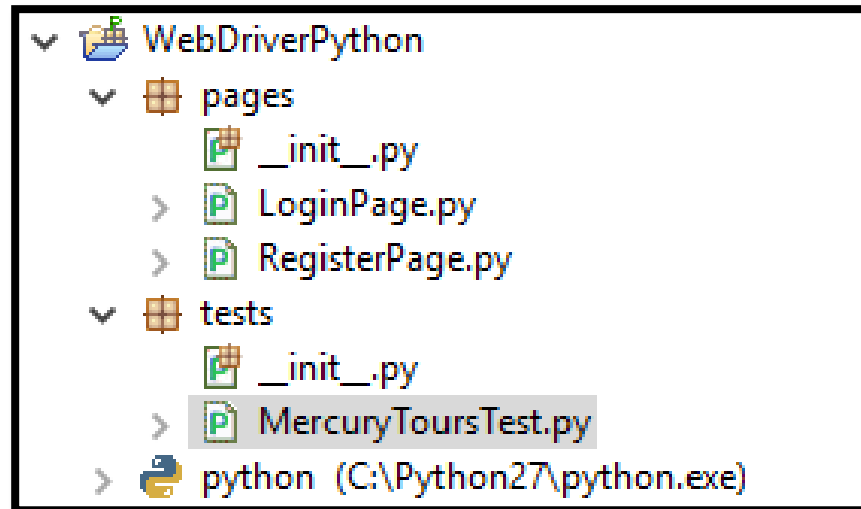 WebDriverPython
pages
__init__.py
LoginPage.py
RegisterPage.py
tests
__init__.py
MercuryToursTest.py
python (C:\Python27\python.exe)